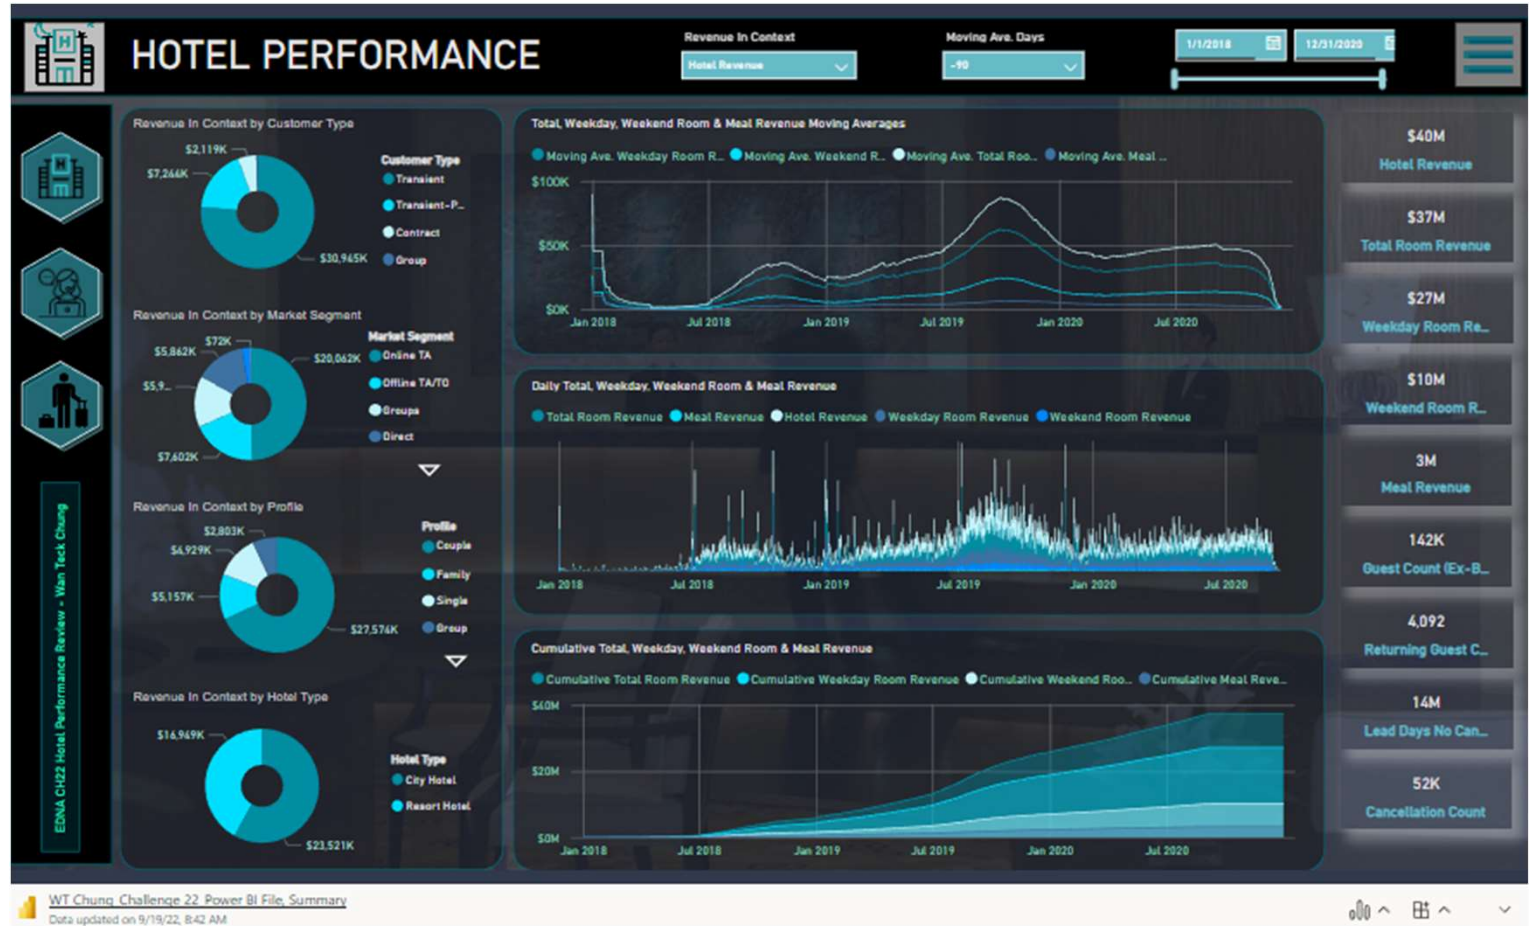 HOTEL PERFORMANCE
Revenue In Context
Hotel Revenue
Moving Ave. Days
-90
1/1/2018
12/31/2020
Revenue In Context by Customer Type
$2,119K
$7,266K
$30,945K
Customer Type
Transient
Transient-P...
Contract
Group
Revenue In Context by Market Segment
$72K
$5,862K
$5,9...
$7,602K
$20,062K
Market Segment
Online TA
Offline TA/TO
Groups
Direct
Revenue In Context by Profile
$2,803K
$4,929K
$5,157K
$27,574K
Profile
Couple
Family
Single
Group
Revenue In Context by Hotel Type
$16,949K
$23,521K
Hotel Type
City Hotel
Resort Hotel
EDNA CH22 Hotel Performance Review - Wan Teck Chung
Total, Weekday, Weekend Room & Meal Revenue Moving Averages
Moving Ave. Weekday Room R... Moving Ave. Weekend R... Moving Ave. Total Roo... Moving Ave. Meal ...
$100K
$50K
$0K
Jan 2018 Jul 2018 Jan 2019 Jul 2019 Jan 2020 Jul 2020
Daily Total, Weekday, Weekend Room & Meal Revenue
Total Room Revenue Meal Revenue Hotel Revenue Weekday Room Revenue Weekend Room Revenue
Jan 2018 Jul 2018 Jan 2019 Jul 2019 Jan 2020 Jul 2020
Cumulative Total, Weekday, Weekend Room & Meal Revenue
Cumulative Total Room Revenue Cumulative Weekday Room Revenue Cumulative Weekend Roo... Cumulative Meal Reve...
$40M
$20M
$0M
Jan 2018 Jul 2018 Jan 2019 Jul 2019 Jan 2020 Jul 2020
$40M
Hotel Revenue
$37M
Total Room Revenue
$27M
Weekday Room Re...
$10M
Weekend Room R...
3M
Meal Revenue
142K
Guest Count (Ex-B...
4,092
Returning Guest C...
14M
Lead Days No Can...
52K
Cancellation Count
WT Chung_Challenge 22_Power BI File, Summary
Data updated on 9/19/22, 8:42 AM